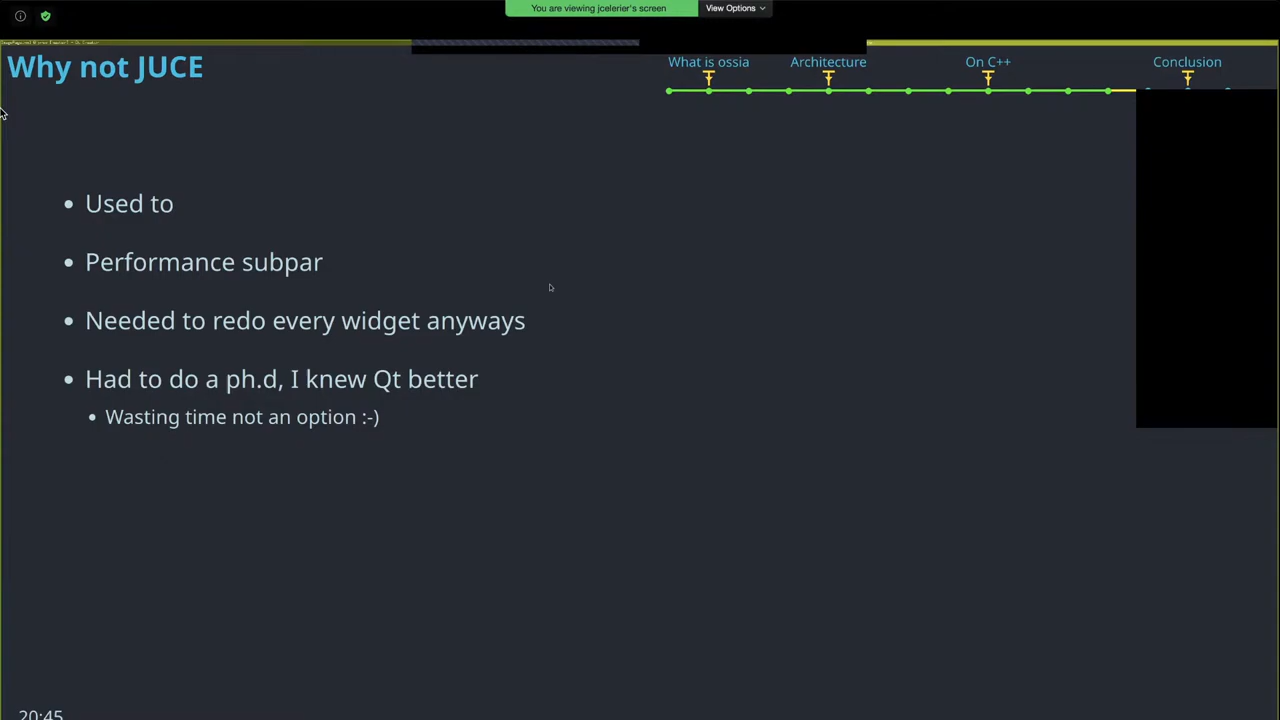 You are viewing jcelerier's screen
View Options
Why not JUCE
What is ossia
Architecture
On C++
Conclusion
• Used to
• Performance subpar
• Needed to redo every widget anyways
• Had to do a ph.d, I knew Qt better
• Wasting time not an option :-)
20:45